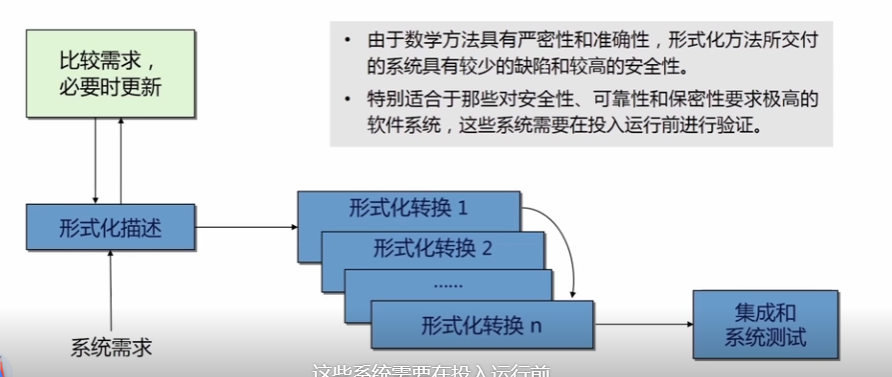 比较需求，
必要时更新
• 由于数学方法具有严密性和准确性，形式化方法所交付
的系统具有较少的缺陷和较高的安全性。
• 特别适合于那些对安全性、可靠性和保密性要求极高的
软件系统，这些系统需要在投入运行前进行验证。
形式化描述
形式化转换 1
形式化转换 2
……
形式化转换 n
集成和
系统测试
系统需求
这些系统需要在投入运行前